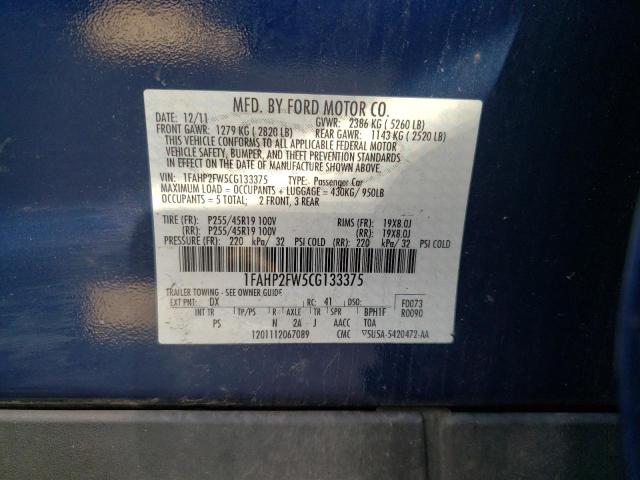 MFD. BY FORD MOTOR CO.
DATE: 12/11 GVWR: 2386 KG ( 5260 LB)
FRONT GAWR: 1279 KG ( 2820 LB) REAR GAWR: 1143 KG ( 2520 LB)
THIS VEHICLE CONFORMS TO ALL APPLICABLE FEDERAL MOTOR
VEHICLE SAFETY, BUMPER, AND THEFT PREVENTION STANDARDS
IN EFFECT ON THE DATE OF MANUFACTURE SHOWN ABOVE.
VIN: 1FAHP2FW5CG133375 TYPE: Passenger Car
MAXIMUM LOAD = OCCUPANTS + LUGGAGE = 430KG/ 950LB
OCCUPANTS = 5 TOTAL; 2 FRONT, 3 REAR
TIRE (FR): P255/45R19 100V RIMS (FR): 19X8.0J
(RR): P255/45R19 100V (RR): 19X8.0J
PRESSURE (FR): 220 kPa/ 32 PSI COLD (RR): 220 kPa/ 32 PSI COLD
1FAHP2FW5CG133375
TRAILER TOWING - SEE OWNER GUIDE
EXT PNT: DX RC: 41 DSO: F0073
INT TR TP/PS R AXLE TR SPR BPH1F R0090
PS N 2A J AACC TOA
1201112067089 CMC 5U5A-5420472-AA